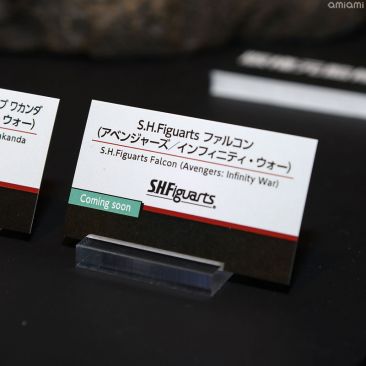 amiami
ブ ワカンダ
・ウォー)
akanda
S.H.Figuarts ファルコン
(アベンジャーズ/インフィニティ・ウォー)
S.H.Figuarts Falcon (Avengers: Infinity War)
S.H.Figuarts
Coming soon